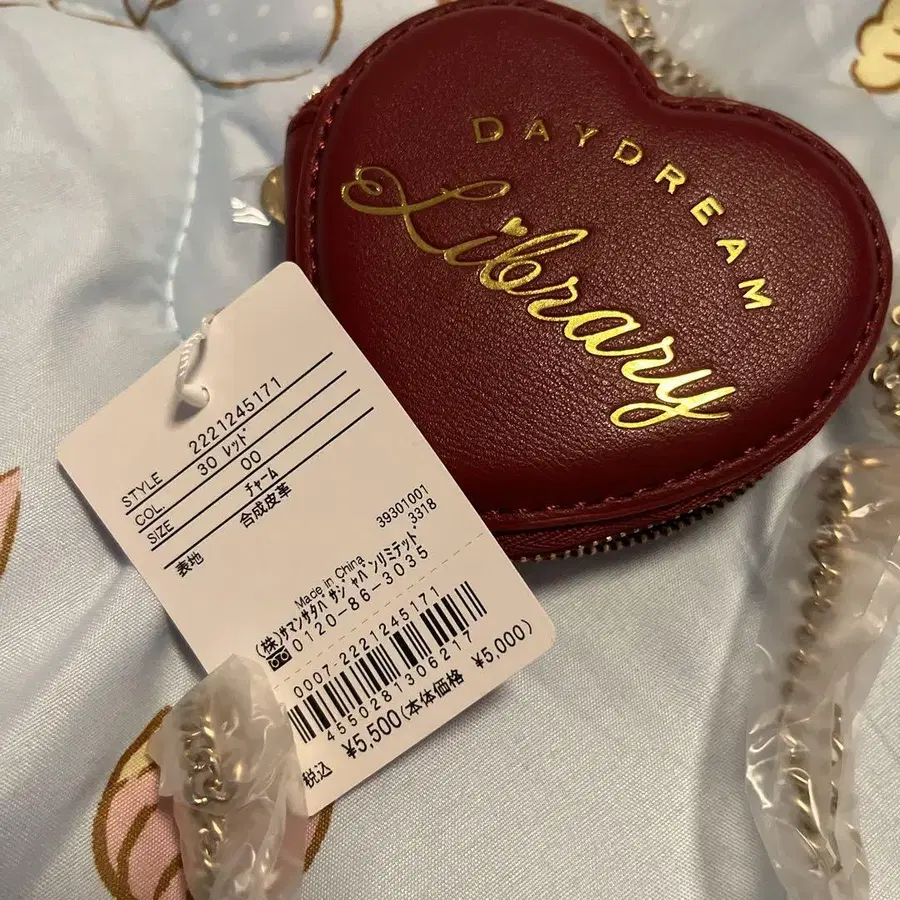 DAYDREAM
Library
STYLE 2221245171
COL. 30 レッド
SIZE 00
チャーム
表地 合成皮革
39301001
3318
Made in China
(株)サマンサタバサジャパンリミテッド
0120-86-3035
0007-2221245171
4550281306217
税込 ¥5,500(本体価格 ¥5,000)